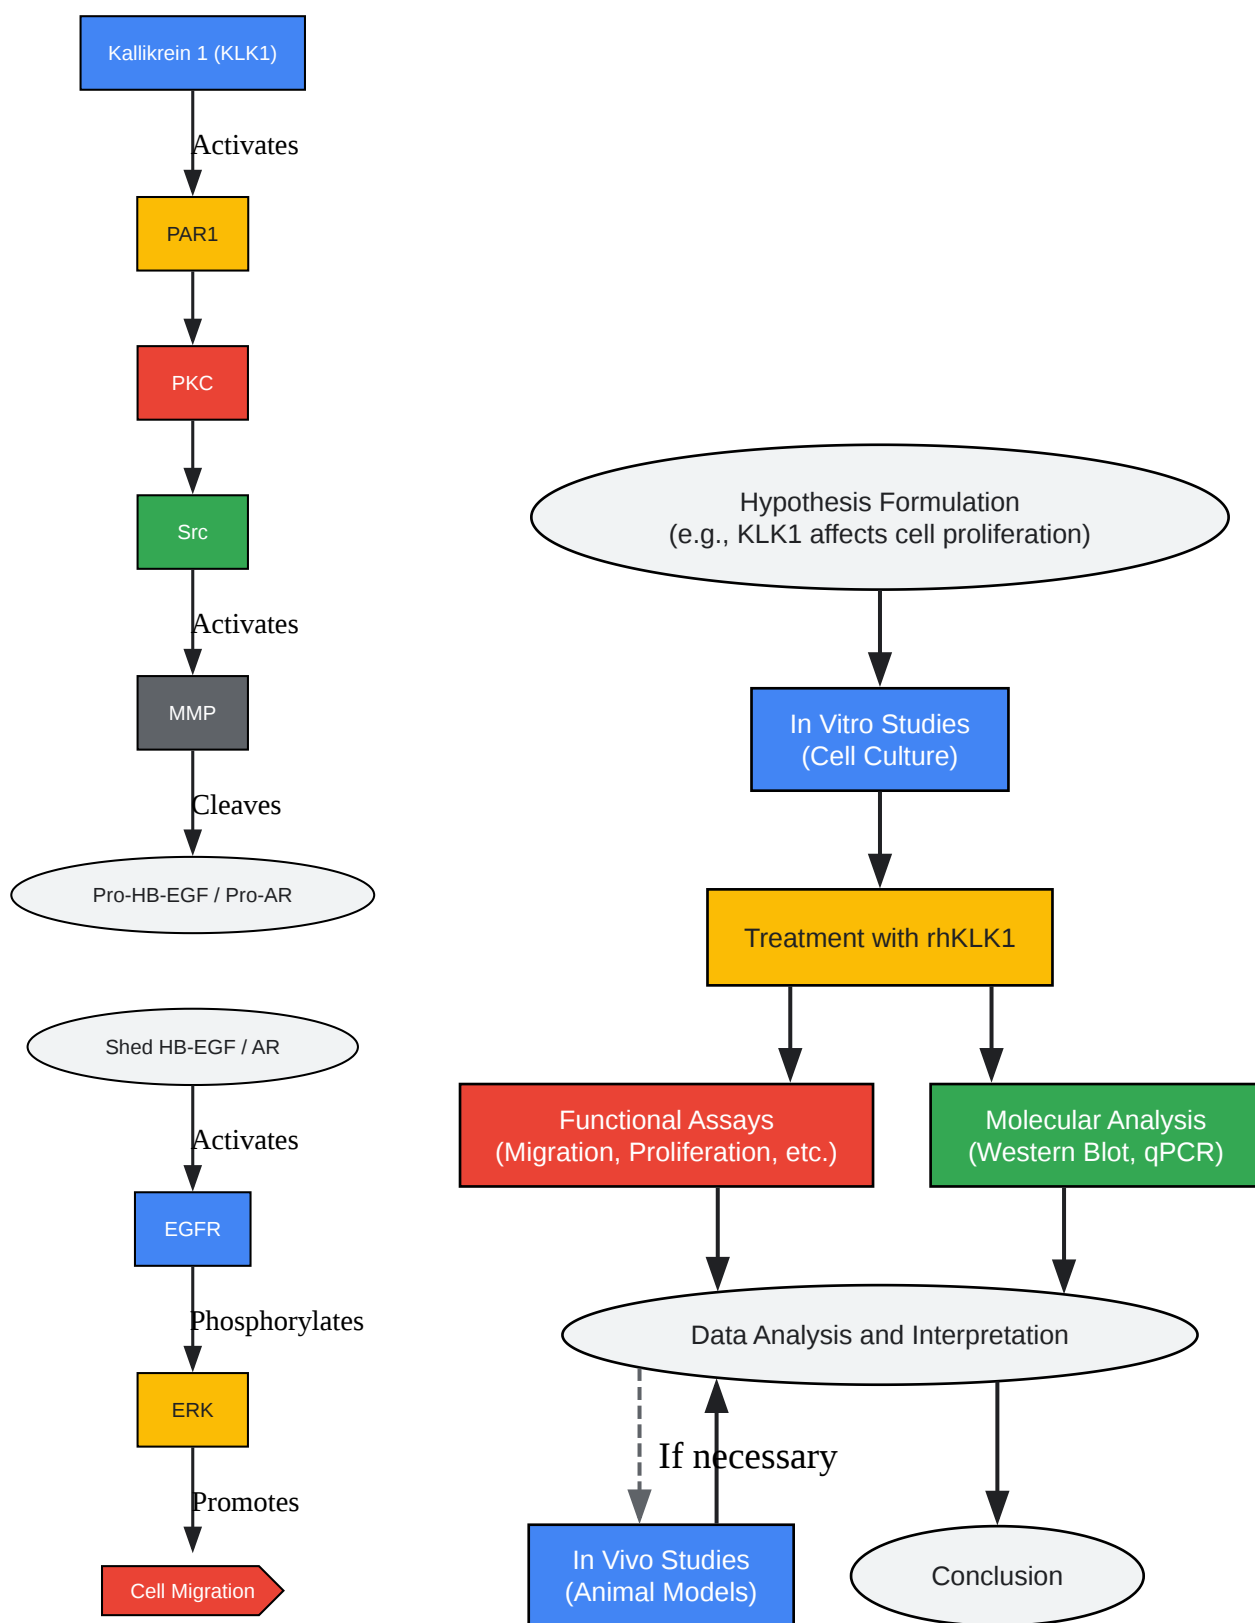 Kallikrein 1 (KLK1)
Activates
PAR1
PKC
Src
Activates
MMP
Cleaves
Pro-HB-EGF / Pro-AR
Shed HB-EGF / AR
Activates
EGFR
Phosphorylates
ERK
Promotes
Cell Migration
Hypothesis Formulation
(e.g., KLK1 affects cell proliferation)
In Vitro Studies
(Cell Culture)
Treatment with rhKLK1
Functional Assays
(Migration, Proliferation, etc.)
Molecular Analysis
(Western Blot, qPCR)
Data Analysis and Interpretation
If necessary
In Vivo Studies
(Animal Models)
Conclusion